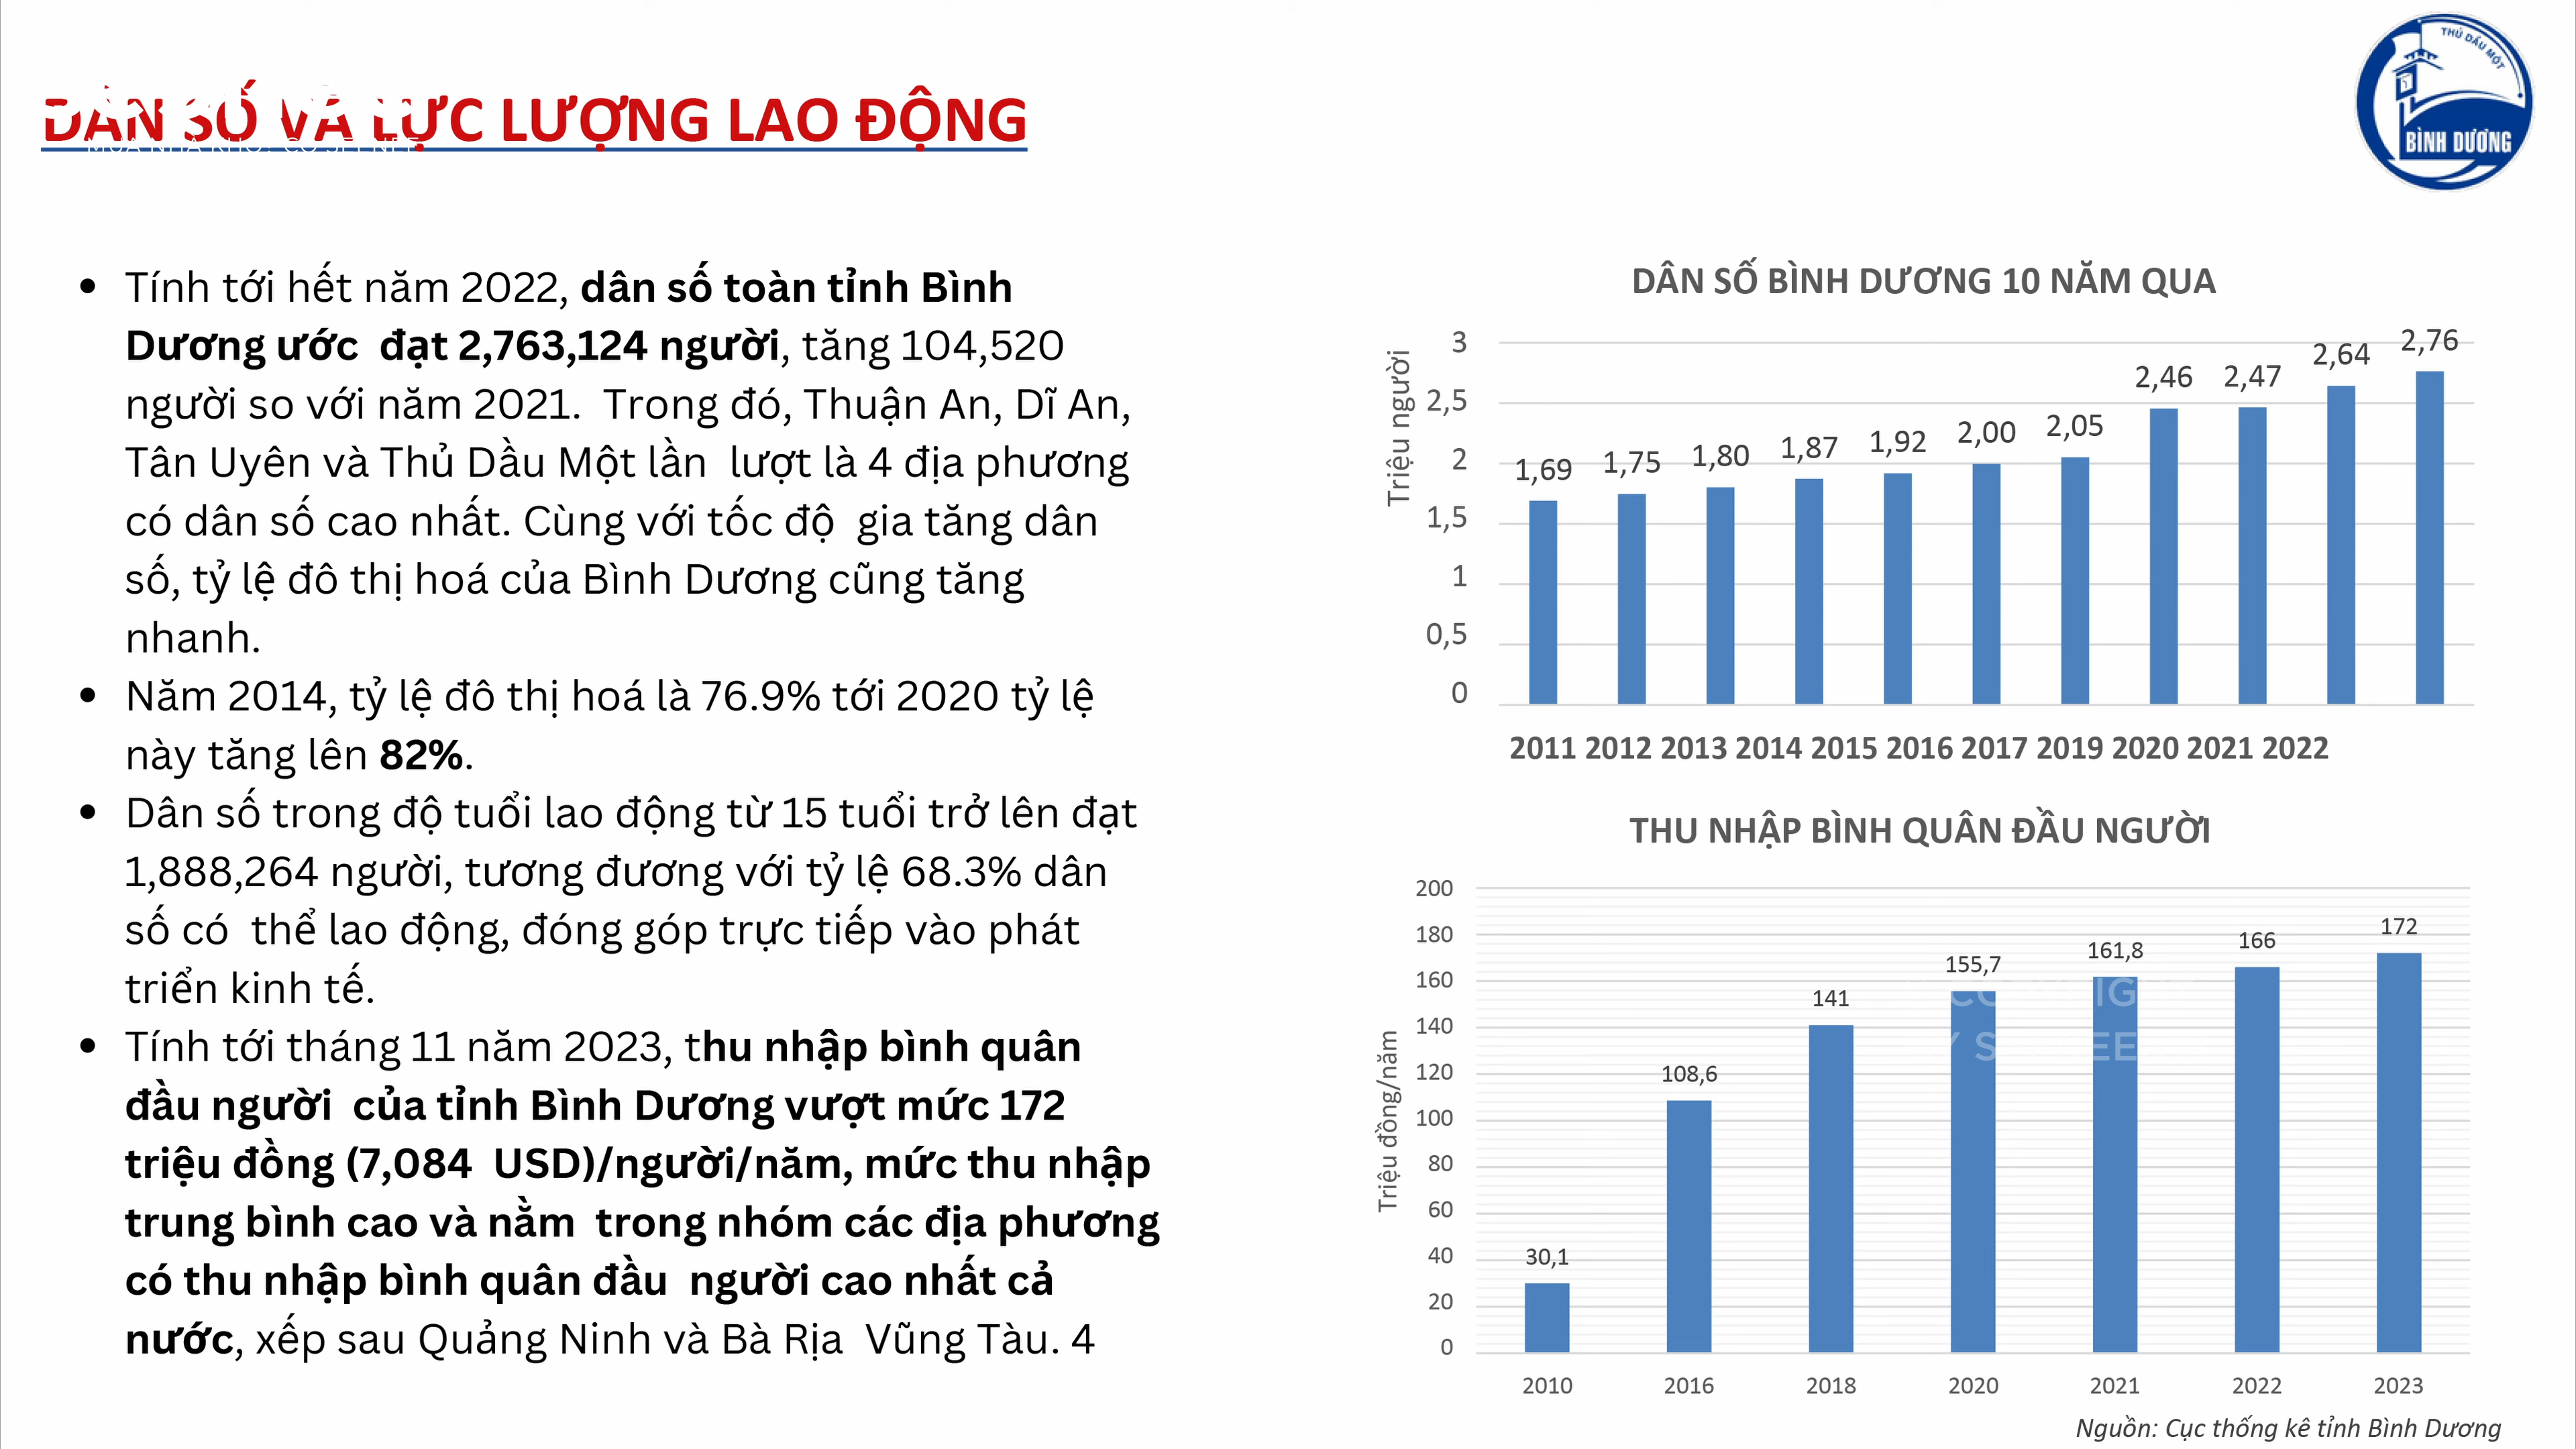 DÂN SỐ VÀ LỰC LƯỢNG LAO ĐỘNG
THỦ DẦU MỘT
BÌNH DƯƠNG
• Tính tới hết năm 2022, dân số toàn tỉnh Bình
Dương ước đạt 2,763,124 người, tăng 104,520
người so với năm 2021. Trong đó, Thuận An, Dĩ An,
Tân Uyên và Thủ Dầu Một lần lượt là 4 địa phương
có dân số cao nhất. Cùng với tốc độ gia tăng dân
số, tỷ lệ đô thị hoá của Bình Dương cũng tăng
nhanh.
• Năm 2014, tỷ lệ đô thị hoá là 76.9% tới 2020 tỷ lệ
này tăng lên 82%.
• Dân số trong độ tuổi lao động từ 15 tuổi trở lên đạt
1,888,264 người, tương đương với tỷ lệ 68.3% dân
số có thể lao động, đóng góp trực tiếp vào phát
triển kinh tế.
• Tính tới tháng 11 năm 2023, thu nhập bình quân
đầu người của tỉnh Bình Dương vượt mức 172
triệu đồng (7,084 USD)/người/năm, mức thu nhập
trung bình cao và nằm trong nhóm các địa phương
có thu nhập bình quân đầu người cao nhất cả
nước, xếp sau Quảng Ninh và Bà Rịa Vũng Tàu. 4
DÂN SỐ BÌNH DƯƠNG 10 NĂM QUA
Triệu người
3
2,5
2
1,5
1
0,5
0
1,69 1,75 1,80 1,87 1,92 2,00 2,05 2,46 2,47 2,64 2,76
2011 2012 2013 2014 2015 2016 2017 2019 2020 2021 2022
THU NHẬP BÌNH QUÂN ĐẦU NGƯỜI
Triệu đồng/năm
200
180
160
140
120
100
80
60
40
20
0
30,1 108,6 141 155,7 161,8 166 172
2010 2016 2018 2020 2021 2022 2023
Nguồn: Cục thống kê tỉnh Bình Dương